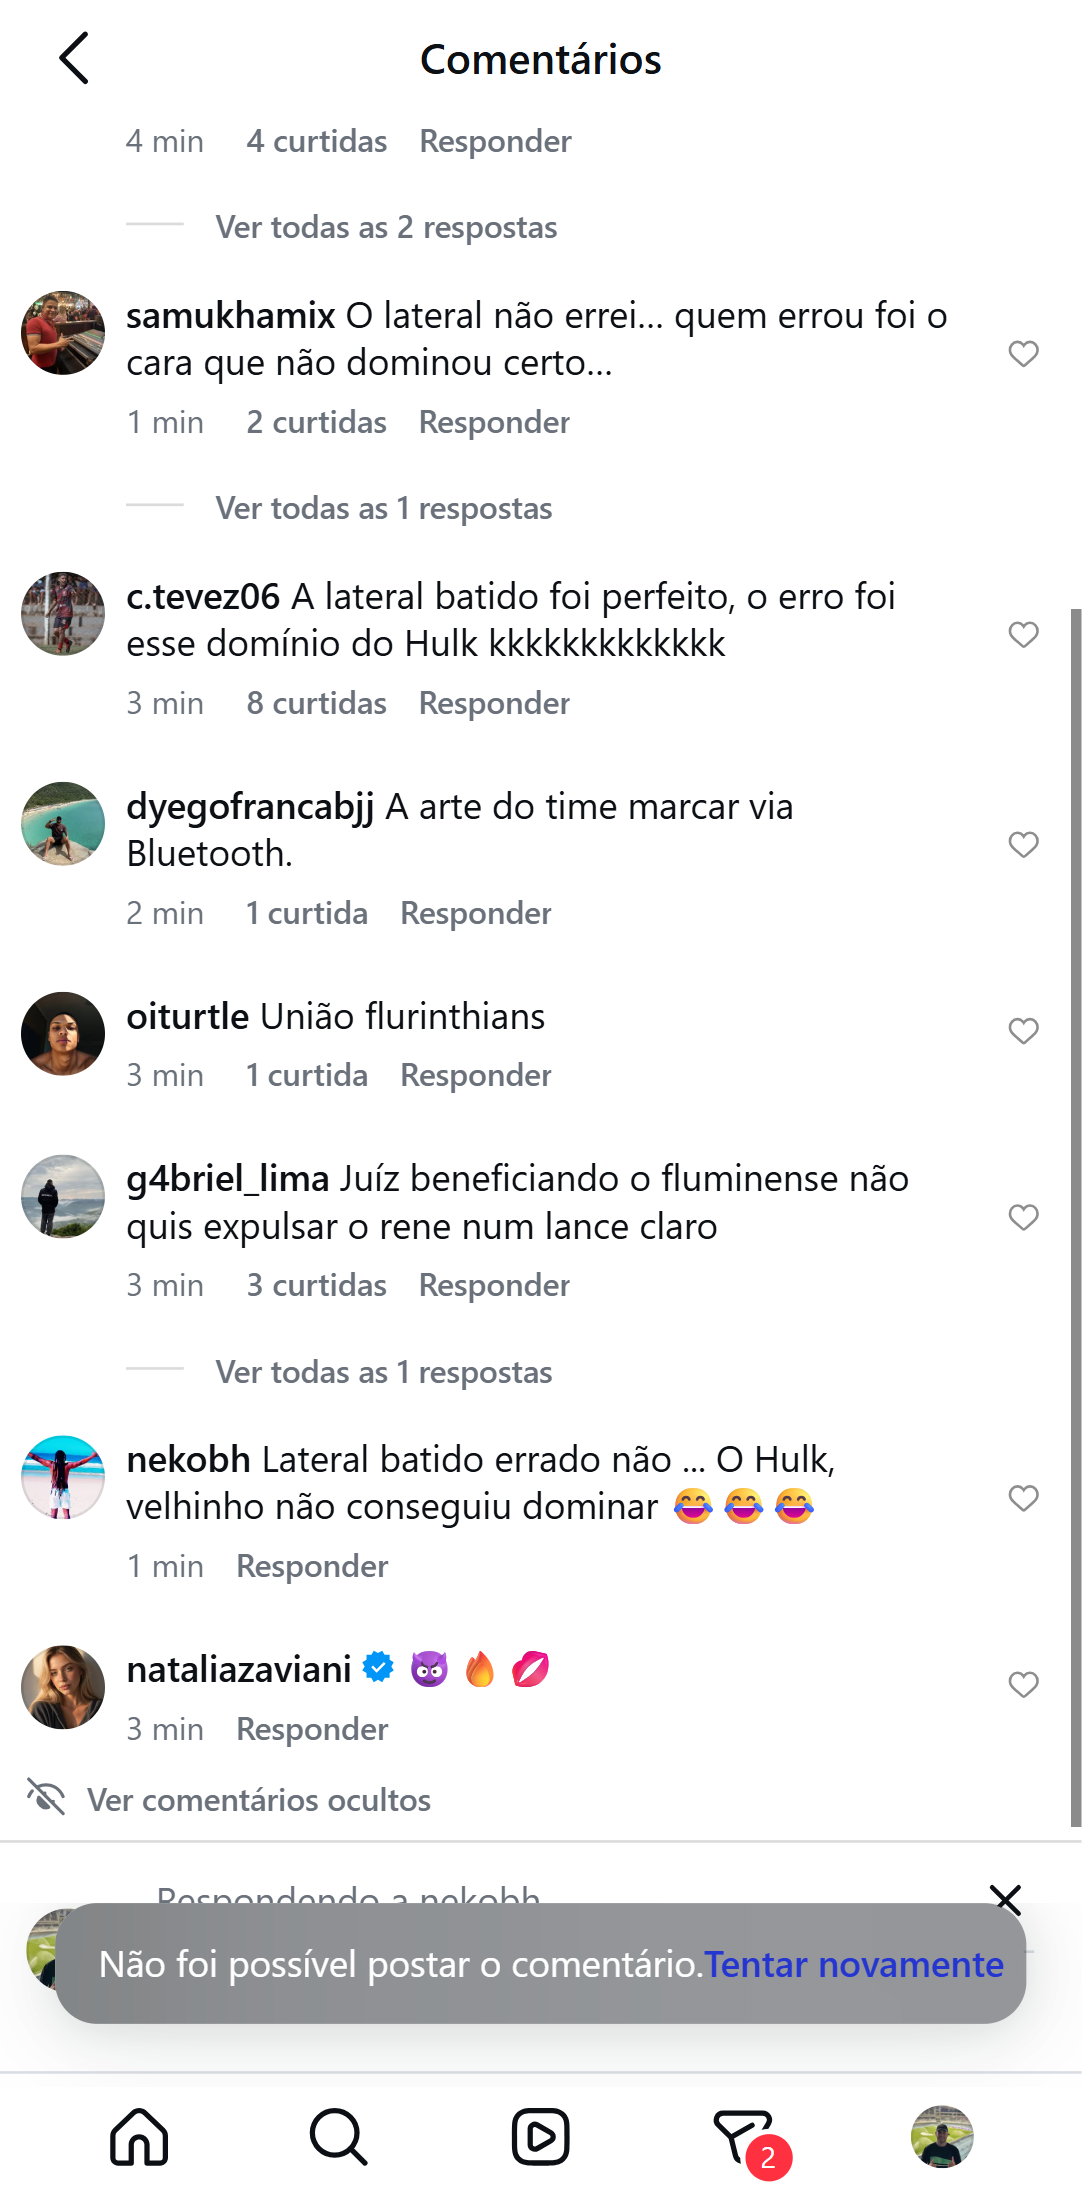 Comentários
4 min 4 curtidas Responder
Ver todas as 2 respostas
samukhamix O lateral não errei... quem errou foi o
cara que não dominou certo...
1 min 2 curtidas Responder
Ver todas as 1 respostas
c.tevez06 A lateral batido foi perfeito, o erro foi
esse domínio do Hulk kkkkkkkkkkkkk
3 min 8 curtidas Responder
dyegofrancabjj A arte do time marcar via
Bluetooth.
2 min 1 curtida Responder
oiturtle União flurinthians
3 min 1 curtida Responder
g4briel_lima Juíz beneficiando o fluminense não
quis expulsar o rene num lance claro
3 min 3 curtidas Responder
Ver todas as 1 respostas
nekobh Lateral batido errado não ... O Hulk,
velhinho não conseguiu dominar 😂😂😂
1 min Responder
nataliazaviani 😈🔥💋
3 min Responder
Ver comentários ocultos
Respondendo a nekobh
Não foi possível postar o comentário.Tentar novamente
2